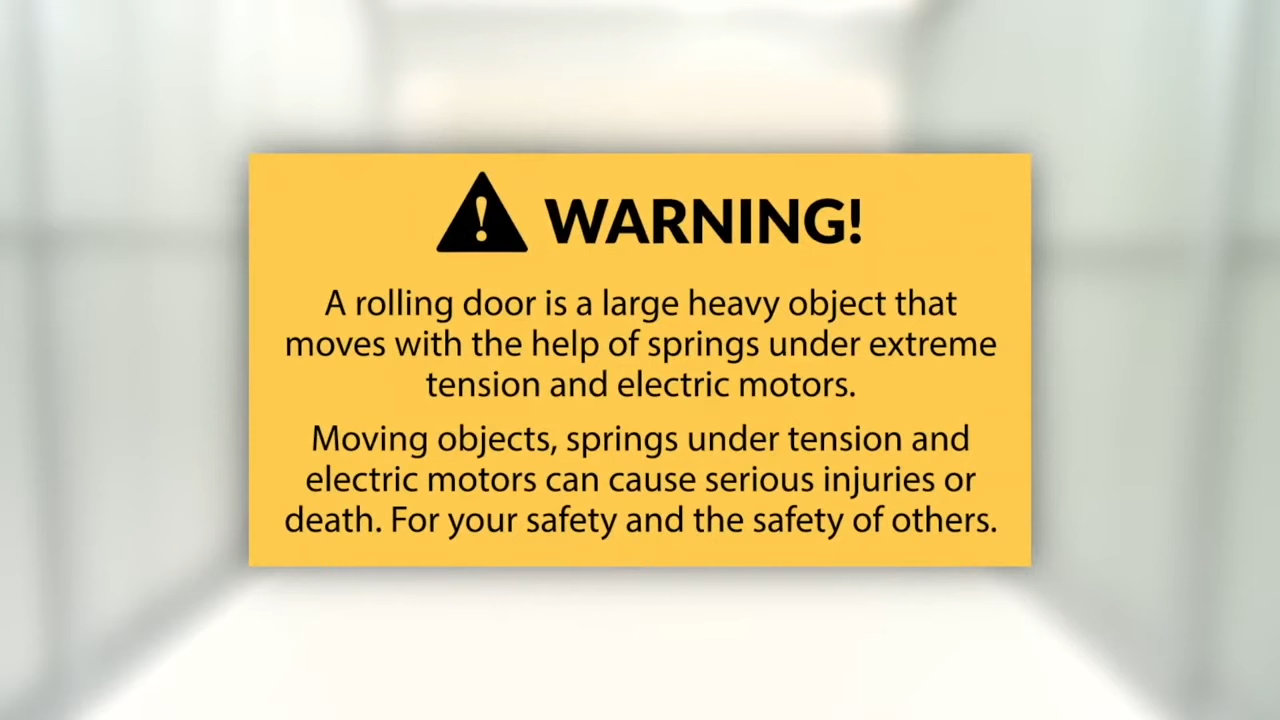 WARNING!
A rolling door is a large heavy object that
moves with the help of springs under extreme
tension and electric motors.
Moving objects, springs under tension and
electric motors can cause serious injuries or
death. For your safety and the safety of others.